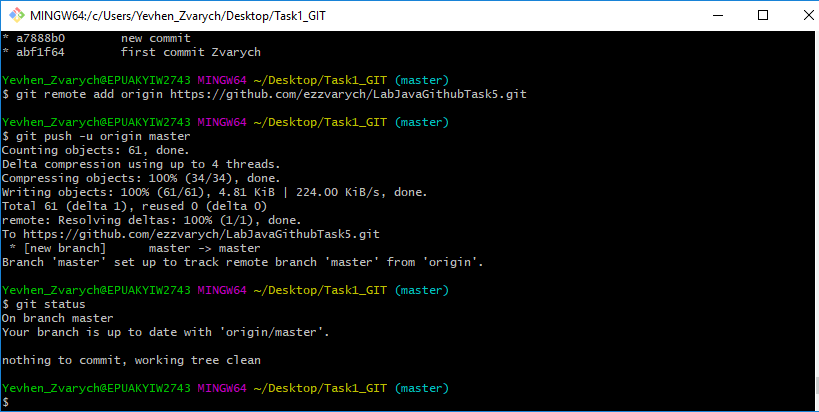 MINGW64:/c/Users/Yevhen_Zvarych/Desktop/Task1_GIT
* a7888b0        new commit
* abf1f64        first commit Zvarych
Yevhen_Zvarych@EPUAKYIW2743 MINGW64 ~/Desktop/Task1_GIT (master)
$ git remote add origin https://github.com/ezzvarych/LabJavaGithubTask5.git
Yevhen_Zvarych@EPUAKYIW2743 MINGW64 ~/Desktop/Task1_GIT (master)
$ git push -u origin master
Counting objects: 61, done.
Delta compression using up to 4 threads.
Compressing objects: 100% (34/34), done.
Writing objects: 100% (61/61), 4.81 KiB | 224.00 KiB/s, done.
Total 61 (delta 1), reused 0 (delta 0)
remote: Resolving deltas: 100% (1/1), done.
To https://github.com/ezzvarych/LabJavaGithubTask5.git
 * [new branch]      master -> master
Branch 'master' set up to track remote branch 'master' from 'origin'.
Yevhen_Zvarych@EPUAKYIW2743 MINGW64 ~/Desktop/Task1_GIT (master)
$ git status
On branch master
Your branch is up to date with 'origin/master'.
nothing to commit, working tree clean
Yevhen_Zvarych@EPUAKYIW2743 MINGW64 ~/Desktop/Task1_GIT (master)
$